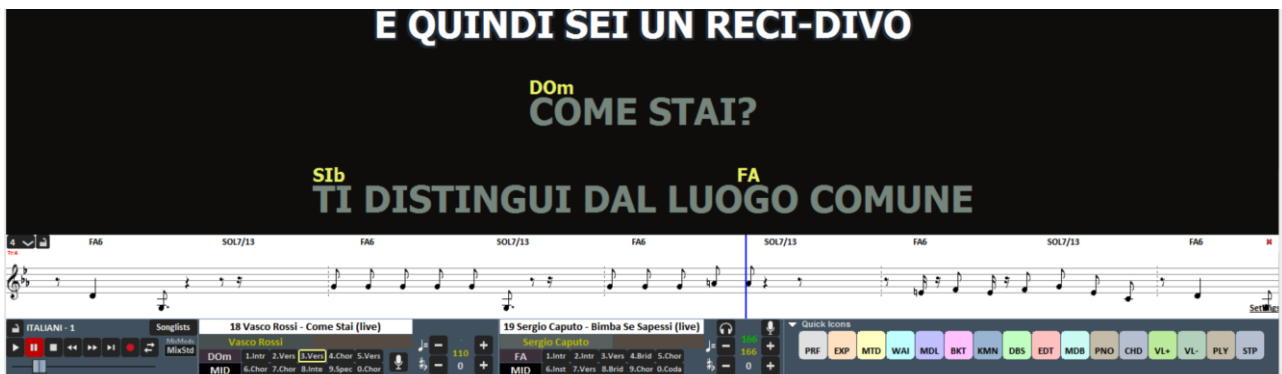 E QUINDI SEI UN RECI-DIVO
DOm
COME STAI?
SIb FA
TI DISTINGUI DAL LUOGO COMUNE
4 FA6 SOL7/13 FA6 SOL7/13 FA6 SOL7/13 FA6 SOL7/13 FA6
Settings
ITALIANI - 1 Songlists 18 Vasco Rossi - Come Stai (live) 19 Sergio Caputo - Bimba Se Sapessi (live) Quick Icons
MixMode Vasco Rossi - Sergio Caputo 166
MixStd DOm 1.Intr 2.Vers 3.Vers 4.Chor 5.Vers 110 FA 1.Intr 2.Intr 3.Vers 4.Brid 5.Chor 166 PRF EXP MTD WAI MDL BKT KMN DBS EDT MDB PNO CHD VL+ VL- PLY STP
MID 6.Chor 7.Chor 8.Inte 9.Spec 0.Chor 0 MID 6.Inst 7.Vers 8.Brid 9.Chor 0.Coda 0